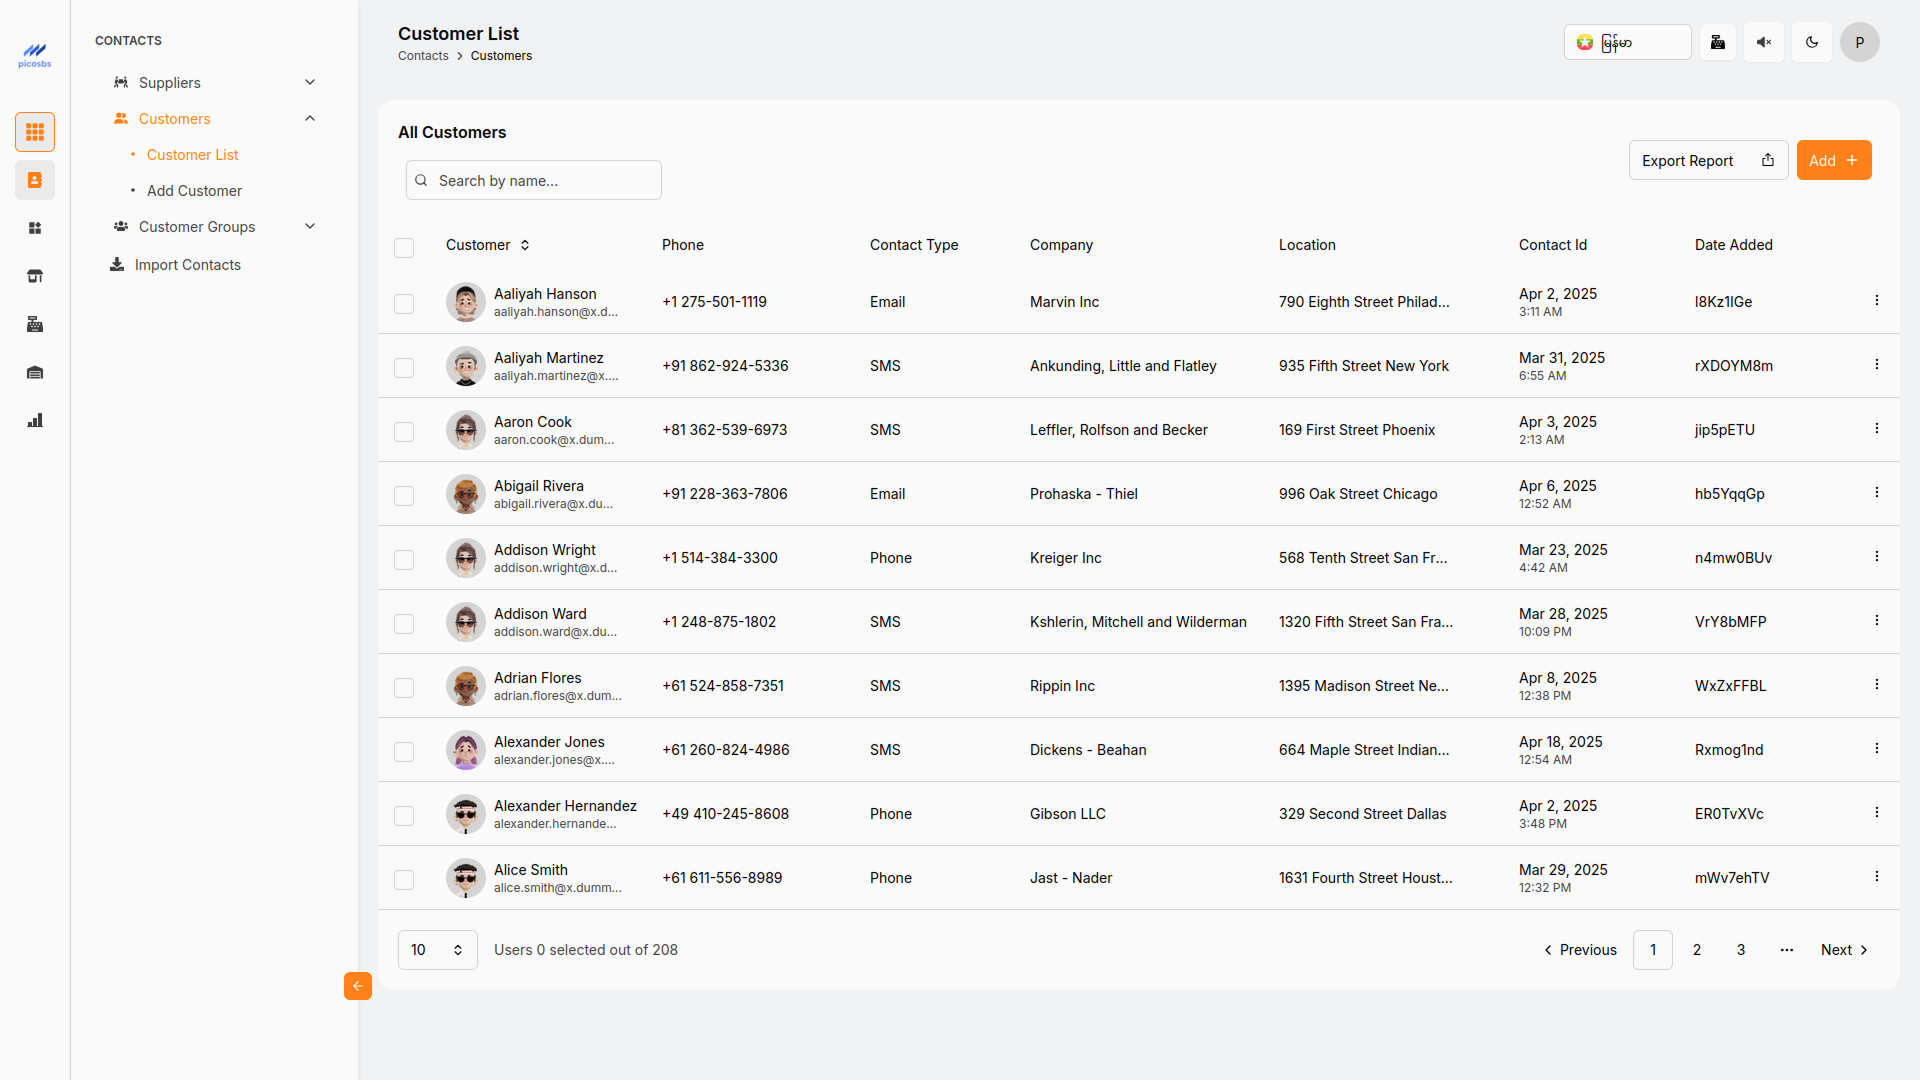 picosbs
CONTACTS
Suppliers
Customers
Customer List
Add Customer
Customer Groups
Import Contacts
Customer List
Contacts > Customers
မြန်မာ
P
All Customers
Search by name...
Export Report
Add +
Customer Phone Contact Type Company Location Contact Id Date Added
Aaliyah Hanson
aaliyah.hanson@x.d...
+1 275-501-1119 Email Marvin Inc 790 Eighth Street Philad...
Apr 2, 2025
3:11 AM
l8Kz1lGe
Aaliyah Martinez
aaliyah.martinez@x....
+91 862-924-5336 SMS Ankunding, Little and Flatley 935 Fifth Street New York
Mar 31, 2025
6:55 AM
rXDOYM8m
Aaron Cook
aaron.cook@x.dum...
+81 362-539-6973 SMS Leffler, Rolfson and Becker 169 First Street Phoenix
Apr 3, 2025
2:13 AM
jip5pETU
Abigail Rivera
abigail.rivera@x.du...
+91 228-363-7806 Email Prohaska - Thiel 996 Oak Street Chicago
Apr 6, 2025
12:52 AM
hb5YqqGp
Addison Wright
addison.wright@x.d...
+1 514-384-3300 Phone Kreiger Inc 568 Tenth Street San Fr...
Mar 23, 2025
4:42 AM
n4mw0BUv
Addison Ward
addison.ward@x.du...
+1 248-875-1802 SMS Kshlerin, Mitchell and Wilderman 1320 Fifth Street San Fra...
Mar 28, 2025
10:09 PM
VrY8bMFP
Adrian Flores
adrian.flores@x.dum...
+61 524-858-7351 SMS Rippin Inc 1395 Madison Street Ne...
Apr 8, 2025
12:38 PM
WxZxFFBL
Alexander Jones
alexander.jones@x....
+61 260-824-4986 SMS Dickens - Beahan 664 Maple Street Indian...
Apr 18, 2025
12:54 AM
Rxmog1nd
Alexander Hernandez
alexander.hernande...
+49 410-245-8608 Phone Gibson LLC 329 Second Street Dallas
Apr 2, 2025
3:48 PM
ER0TvXVc
Alice Smith
alice.smith@x.dumm...
+61 611-556-8989 Phone Jast - Nader 1631 Fourth Street Houst...
Mar 29, 2025
12:32 PM
mWv7ehTV
10 Users 0 selected out of 208
Previous 1 2 3 ... Next